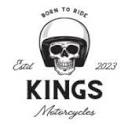 BORN TO RIDE
Estd 2023
KINGS
Motorcycles